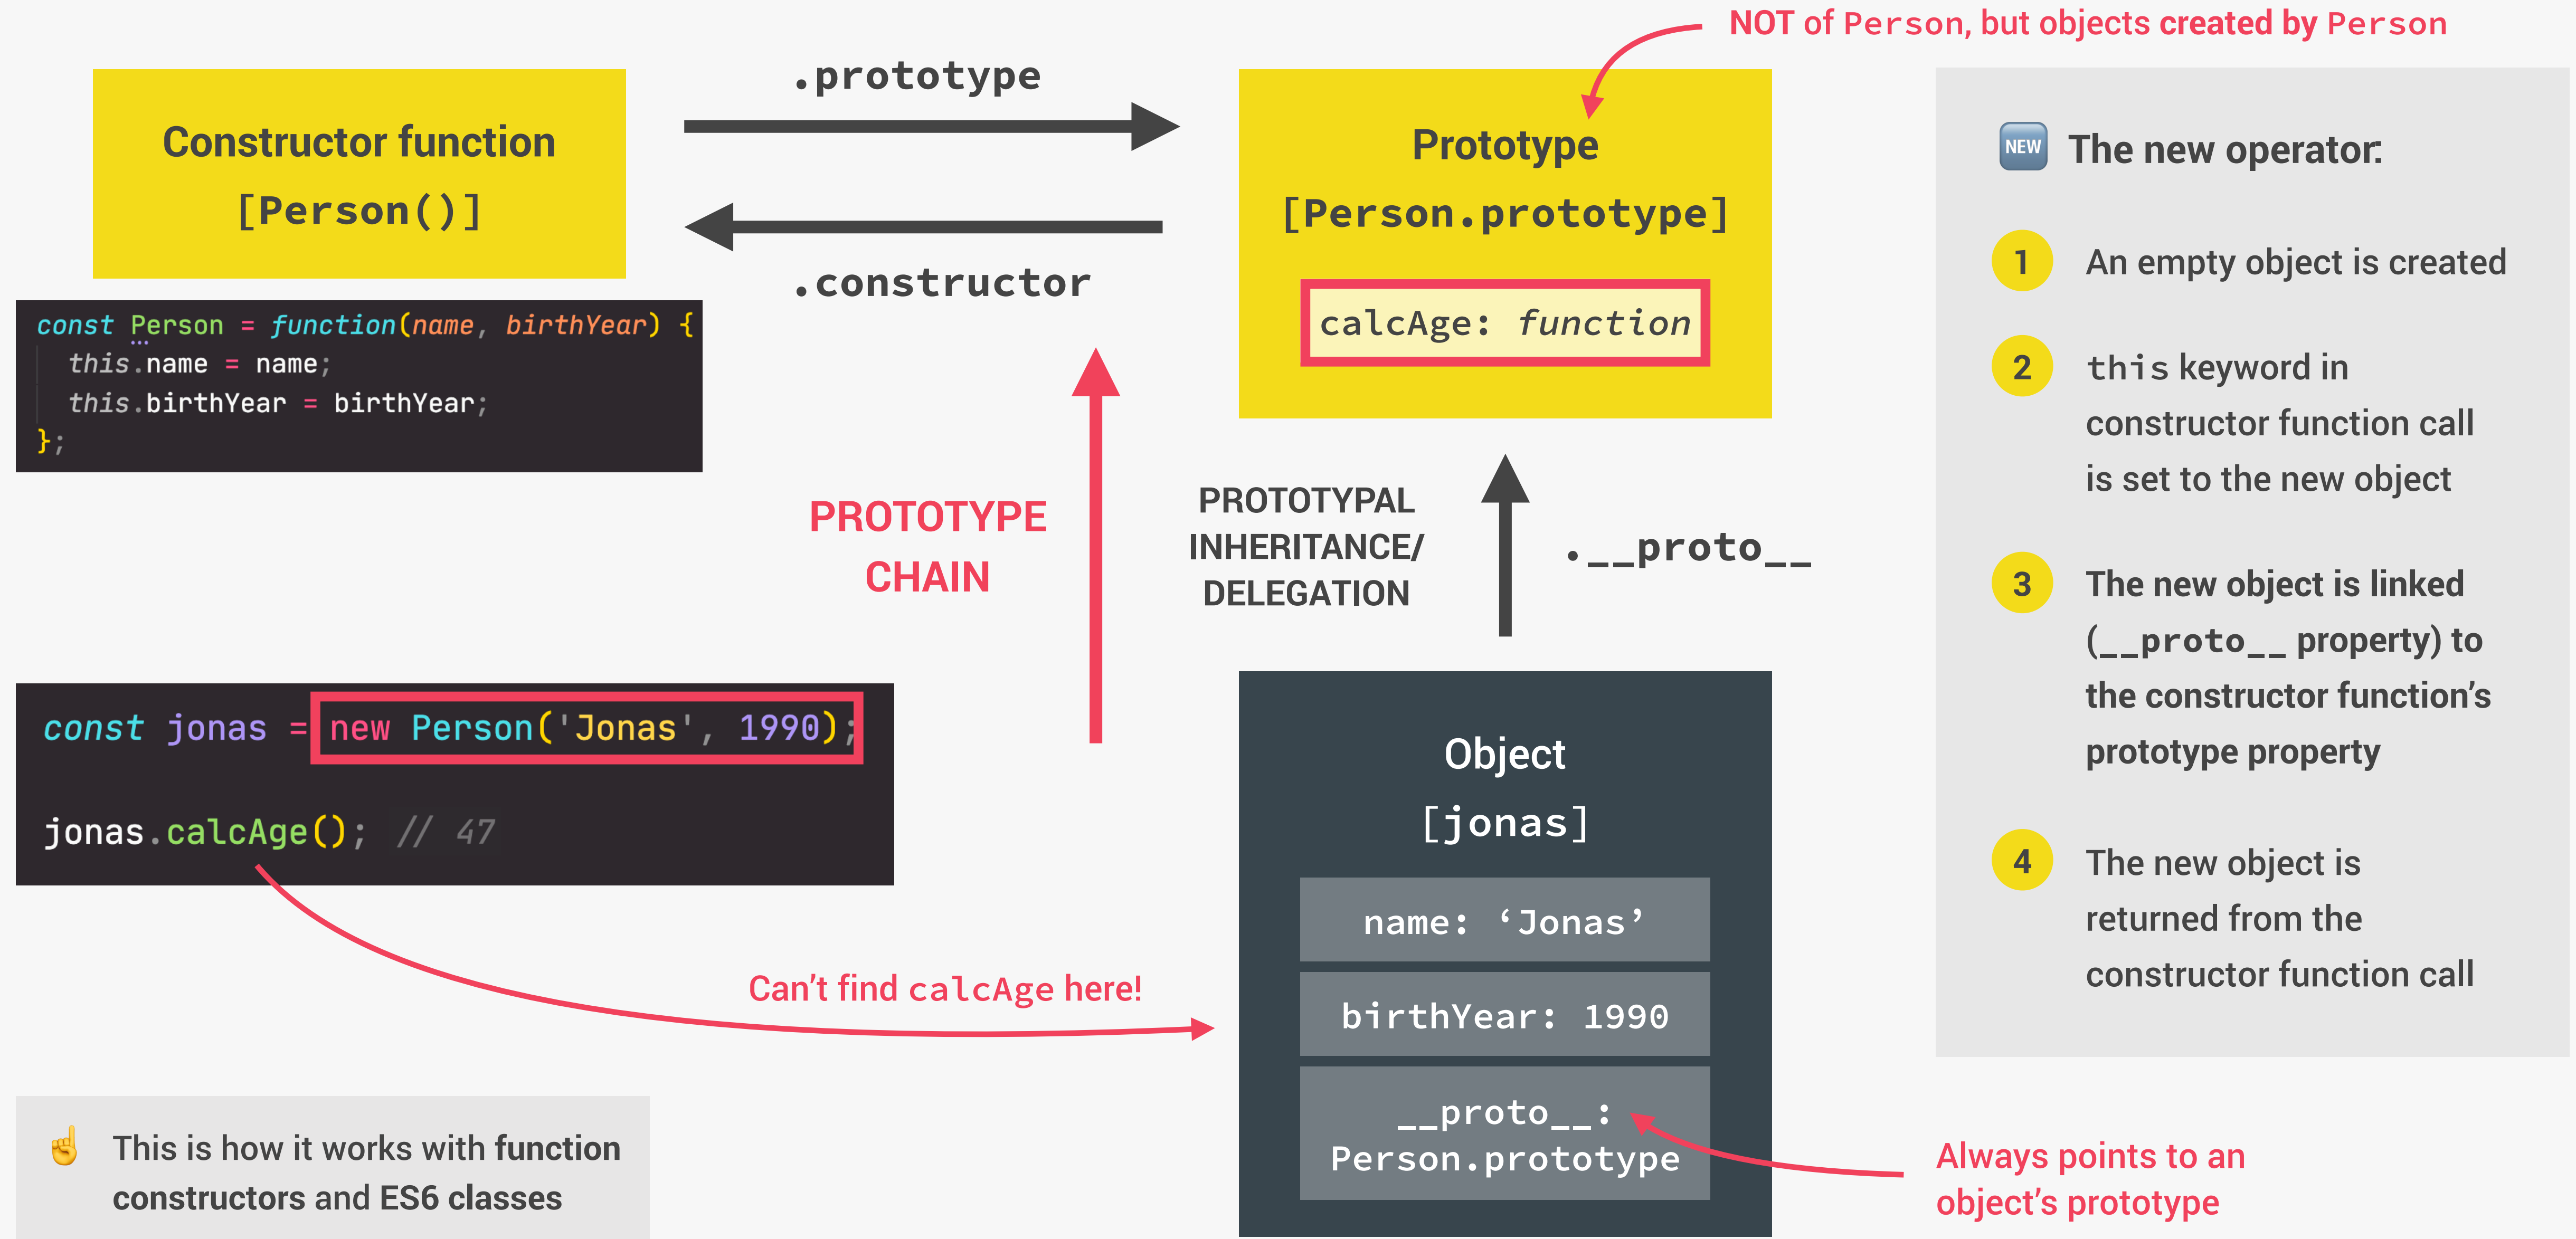 NOT of Person, but objects created by Person
Constructor function
[Person()]
.prototype
.constructor
Prototype
[Person.prototype]
calcAge: function
const Person = function(name, birthYear) {
this.name = name;
this.birthYear = birthYear;
};
PROTOTYPE
CHAIN
PROTOTYPAL
INHERITANCE/
DELEGATION
.__proto__
const jonas = new Person('Jonas', 1990);
jonas.calcAge(); // 47
Can’t find calcAge here!
Object
[jonas]
name: ‘Jonas’
birthYear: 1990
__proto__:
Person.prototype
Always points to an
object’s prototype
☝️ This is how it works with function
constructors and ES6 classes
🆕 The new operator:
1 An empty object is created
2 this keyword in
constructor function call
is set to the new object
3 The new object is linked
(__proto__ property) to
the constructor function’s
prototype property
4 The new object is
returned from the
constructor function call